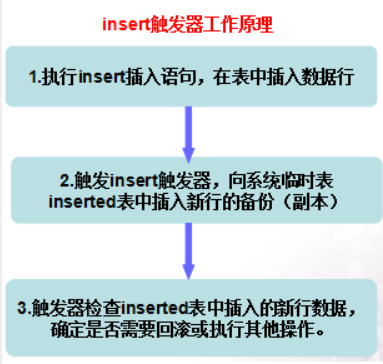 insert触发器工作原理
1.执行insert插入语句，在表中插入数据行
2.触发insert触发器，向系统临时表
inserted表中插入新行的备份（副本）
3.触发器检查inserted表中插入的新行数据，
确定是否需要回滚或执行其他操作。